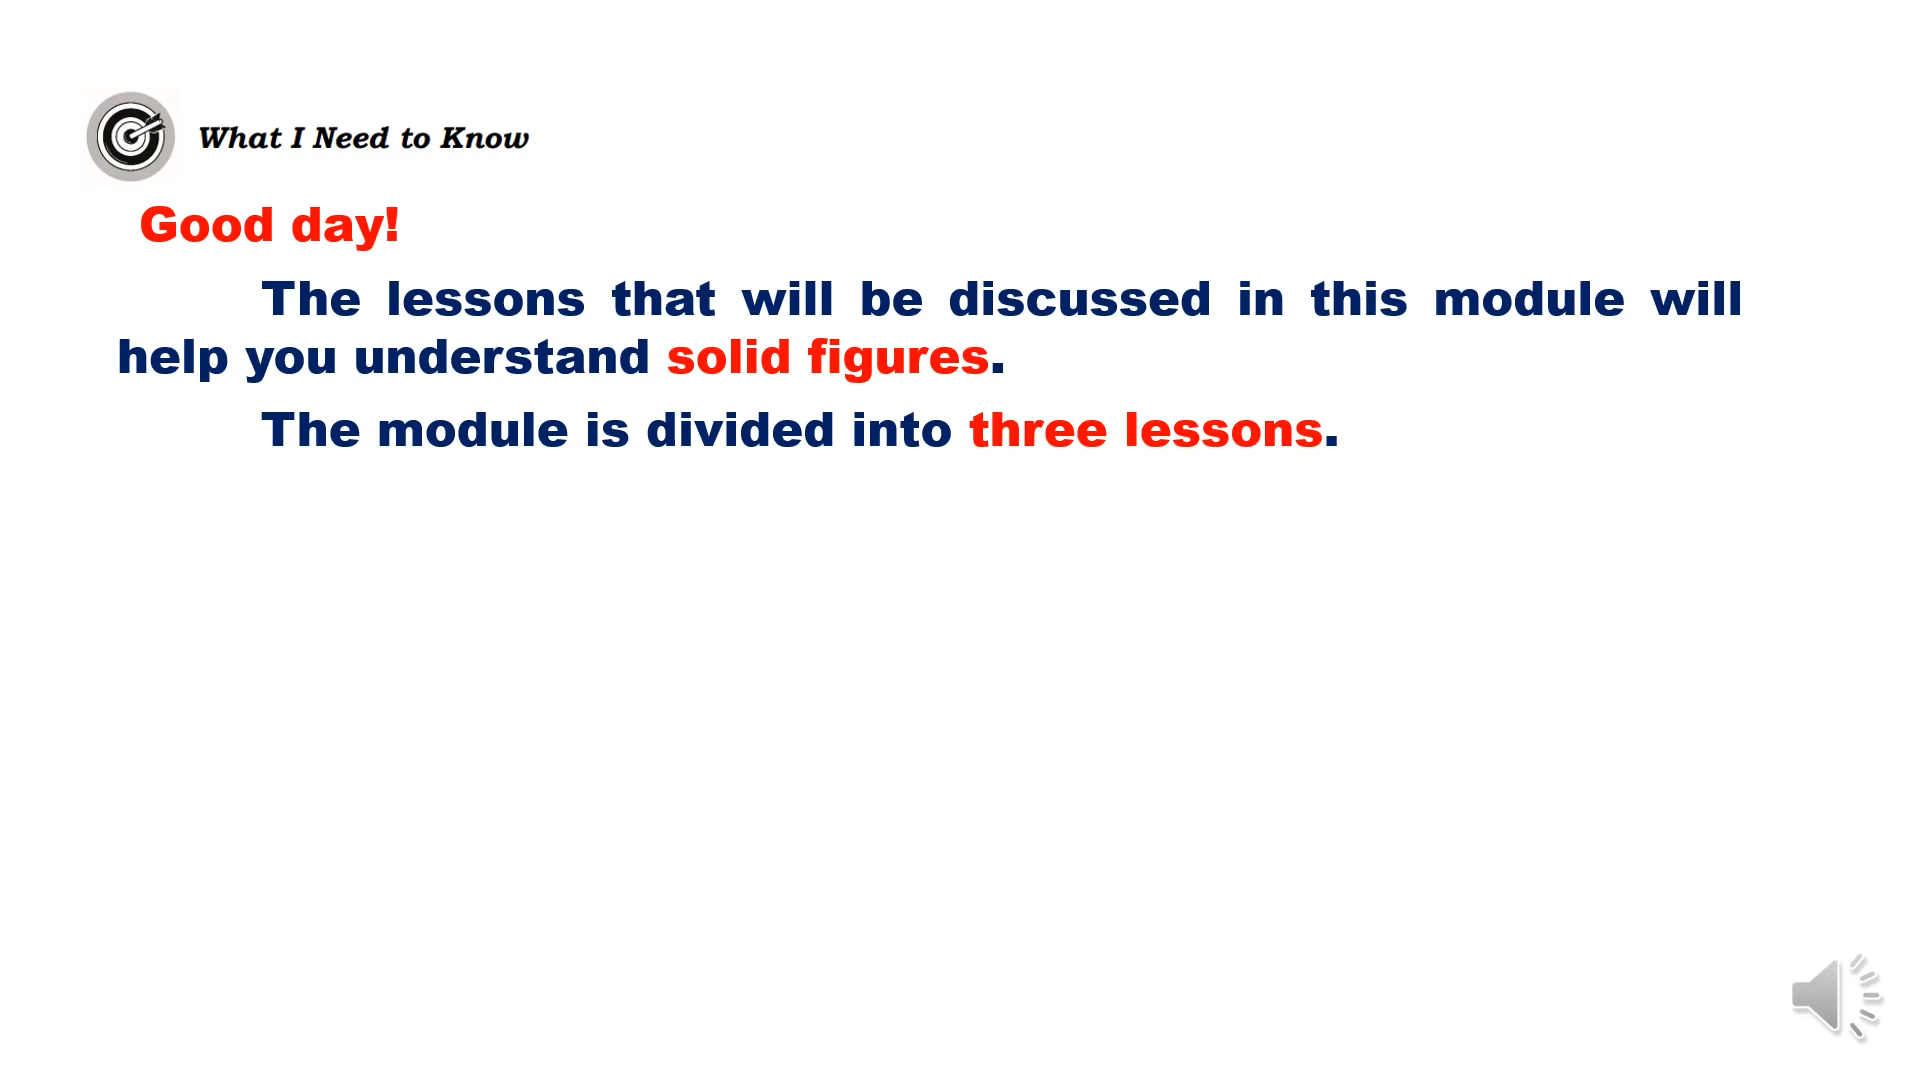 What I Need to Know
Good day!
The lessons that will be discussed in this module will
help you understand solid figures.
The module is divided into three lessons.